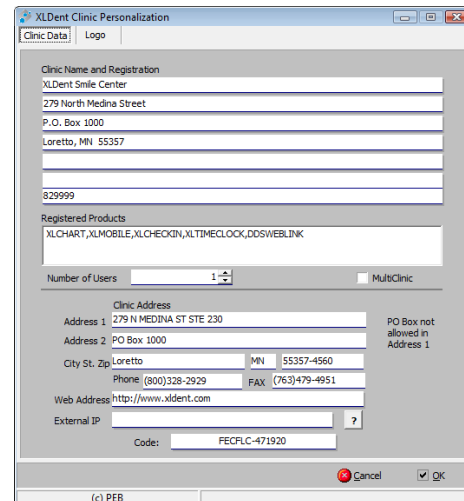 XLDent Clinic Personalization
Clinic Data Logo
Clinic Name and Registration
XLDent Smile Center
279 North Medina Street
P.O. Box 1000
Loretto, MN 55357
829999
Registered Products
XLCHART,XLMOBILE,XLCHECKIN,XLTIMECLOCK,DDSWEBLINK
Number of Users 1 MultiClinic
Clinic Address
Address 1 279 N MEDINA ST STE 230 PO Box not
allowed in
Address 1
Address 2 PO Box 1000
City St. Zip Loretto MN 55357-4560
Phone (800)328-2929 FAX (763)479-4951
Web Address http://www.xldent.com
External IP ?
Code: FECFLC-471920
Cancel OK
(c) PEB